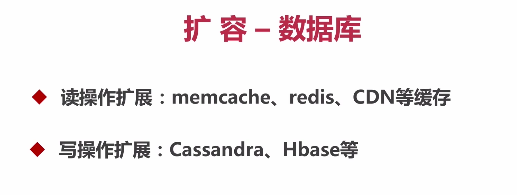 扩 容 – 数据库
读操作扩展：memcache、redis、CDN等缓存
写操作扩展：Cassandra、Hbase等